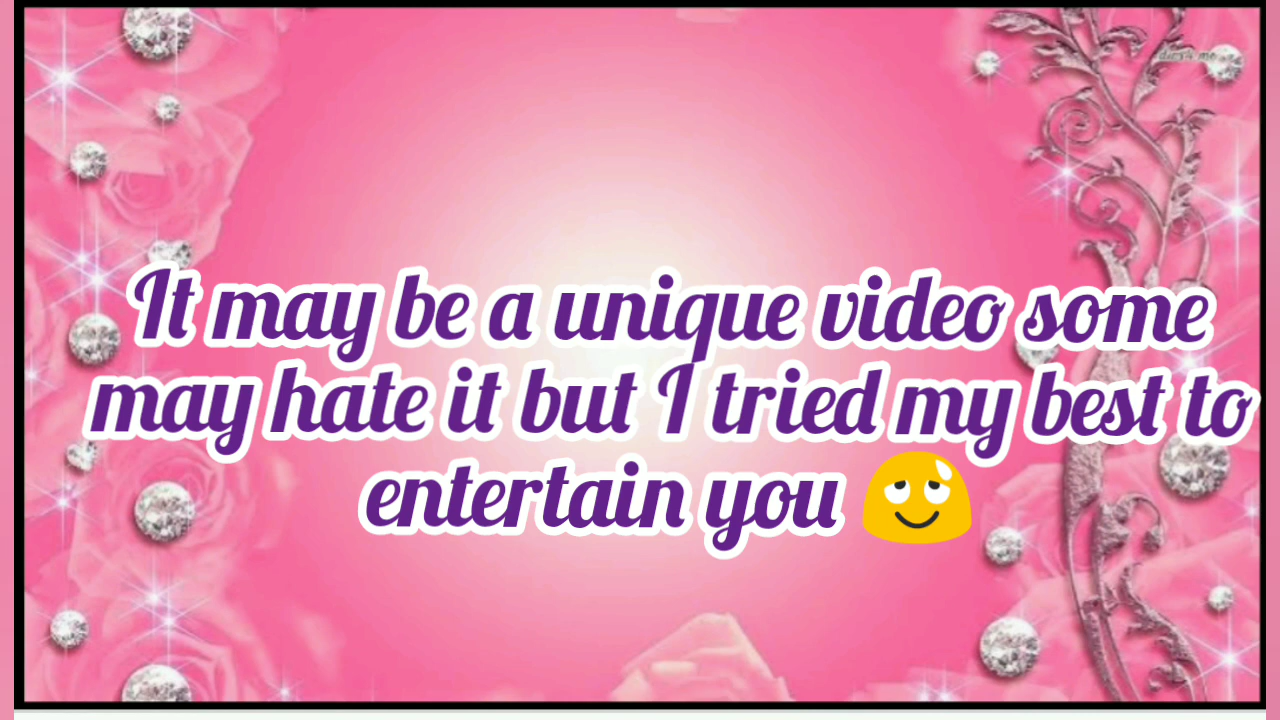 It may be a unique video some
may hate it but I tried my best to
entertain you 😌